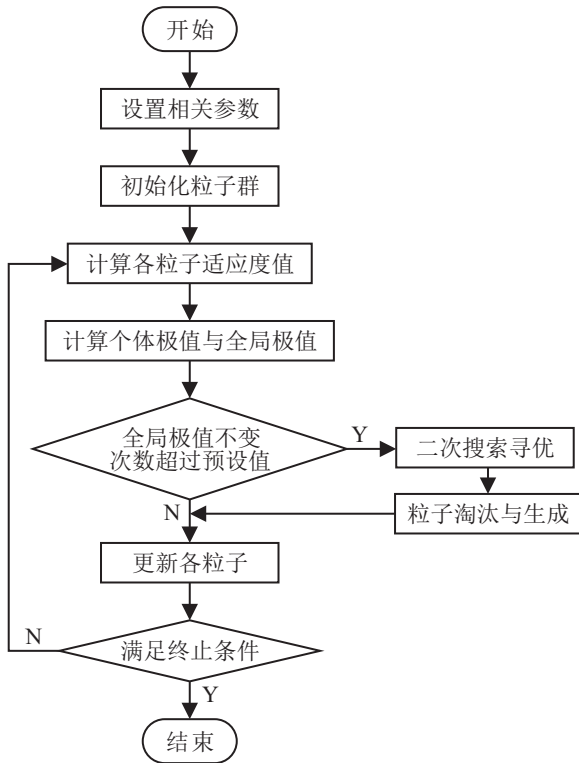 开始
设置相关参数
初始化粒子群
计算各粒子适应度值
计算个体极值与全局极值
全局极值不变
次数超过预设值
Y
二次搜索寻优
粒子淘汰与生成
N
更新各粒子
满足终止条件
N
Y
结束